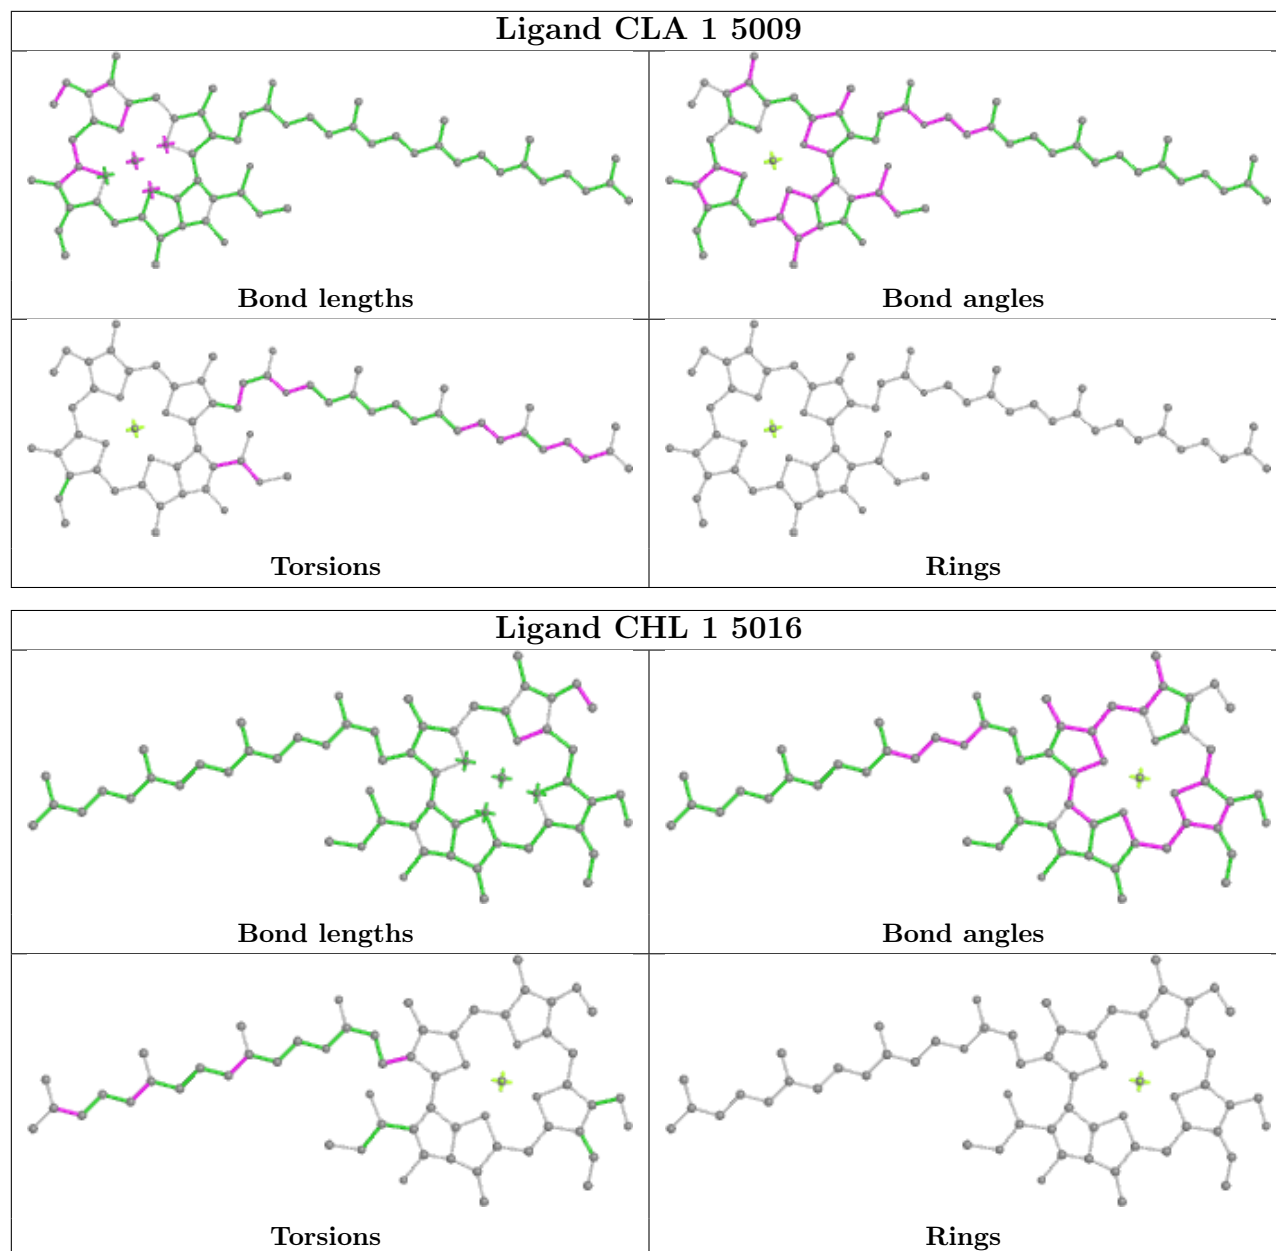 Ligand CLA 1 5009
Bond lengths
Bond angles
Torsions
Rings
Ligand CHL 1 5016
Bond lengths
Bond angles
Torsions
Rings